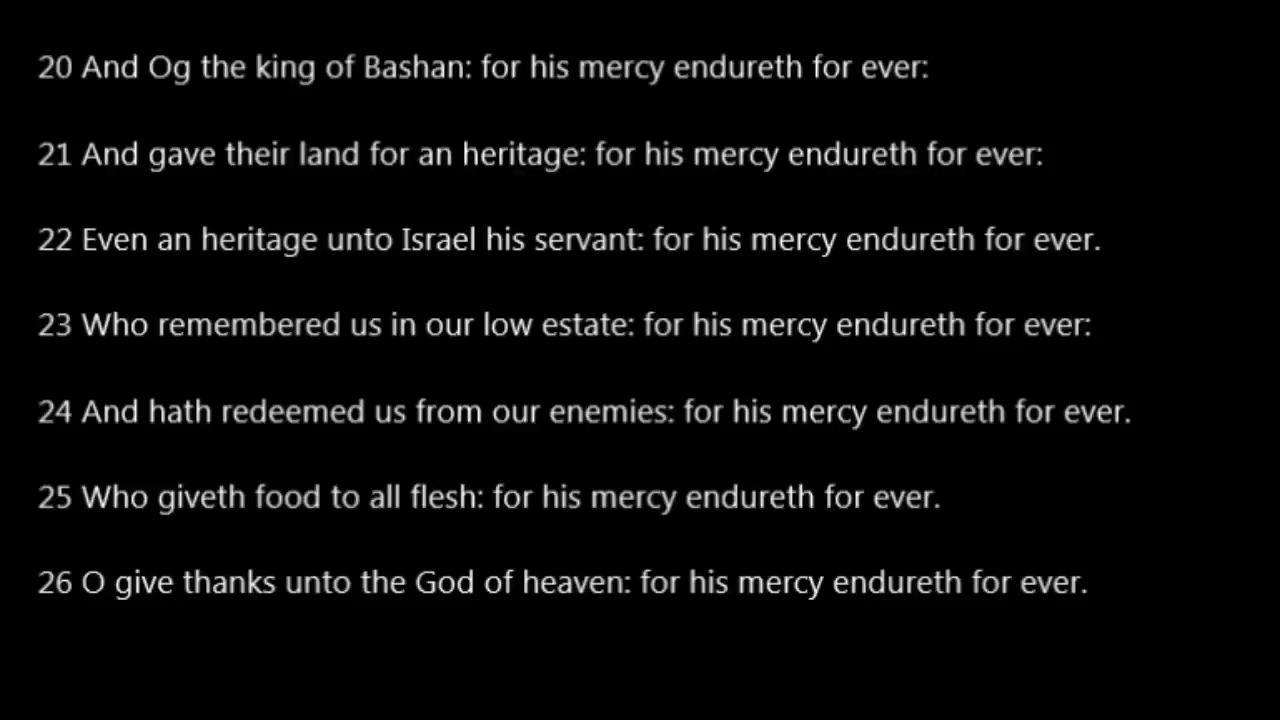 20 And Og the king of Bashan: for his mercy endureth for ever:
21 And gave their land for an heritage: for his mercy endureth for ever:
22 Even an heritage unto Israel his servant: for his mercy endureth for ever.
23 Who remembered us in our low estate: for his mercy endureth for ever:
24 And hath redeemed us from our enemies: for his mercy endureth for ever.
25 Who giveth food to all flesh: for his mercy endureth for ever.
26 O give thanks unto the God of heaven: for his mercy endureth for ever.